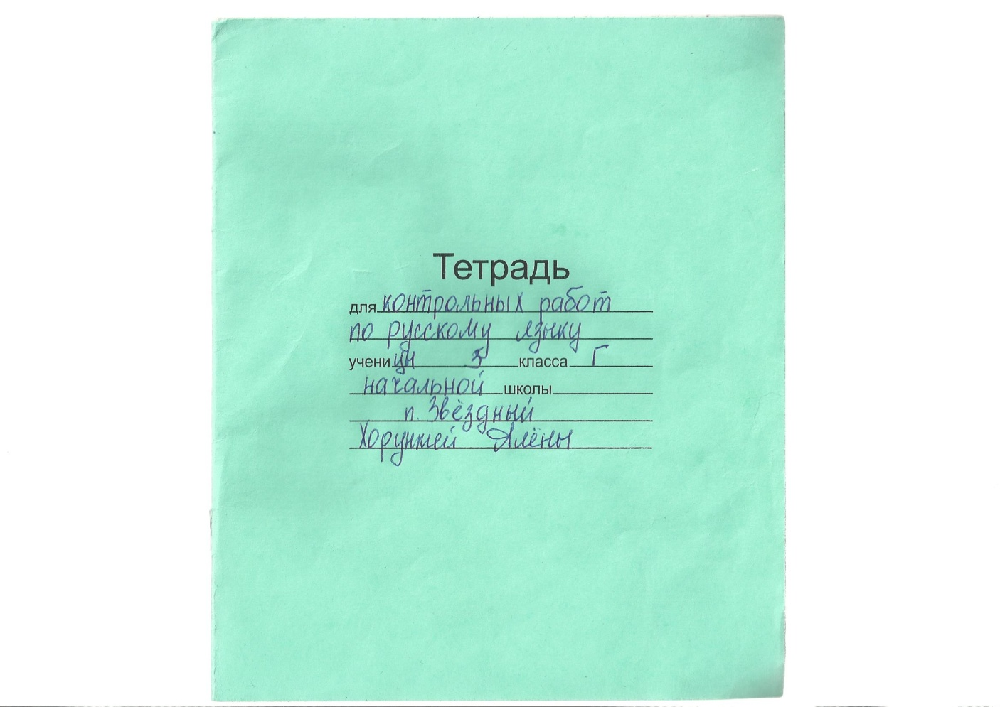 Тетрадь
для контрольных работ
по русскому языку
ученицы 3 класса Г
начальной школы
п. Звёздный
Хорунжей Алёны